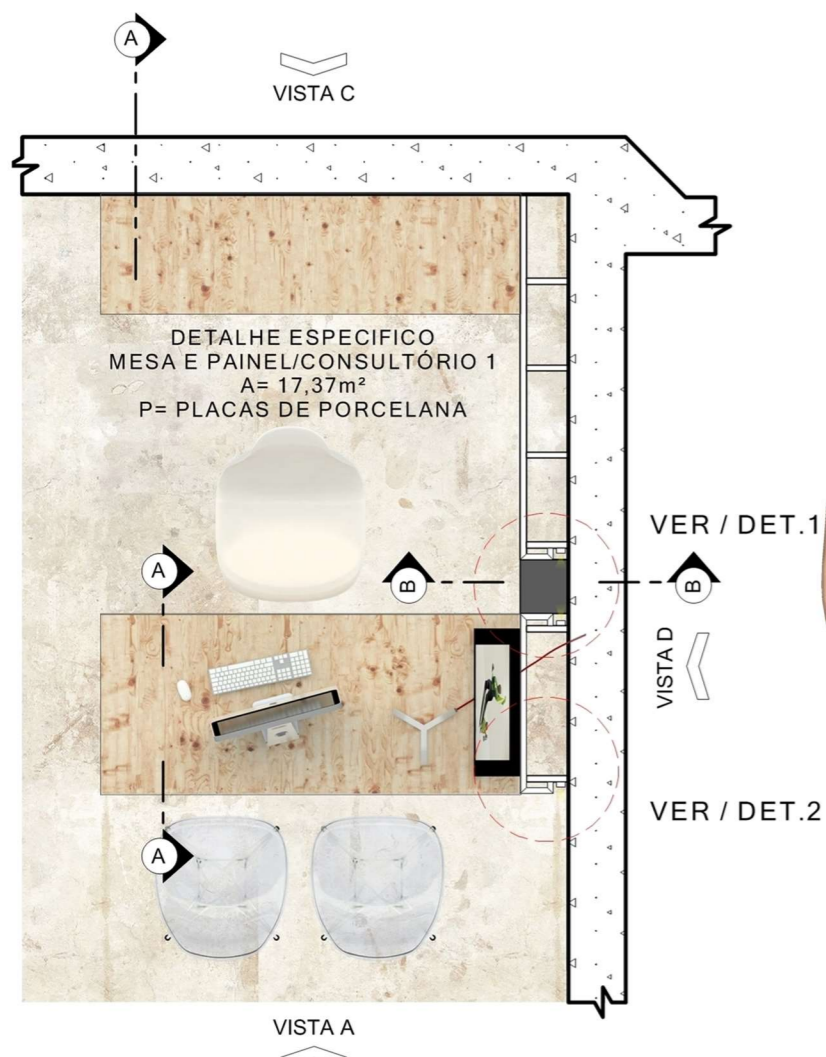 A
VISTA C
DETALHE ESPECIFICO
MESA E PAINEL/CONSULTÓRIO 1
A= 17,37m²
P= PLACAS DE PORCELANA
VER / DET.1
A
B
B
VISTA D
VER / DET.2
A
VISTA A